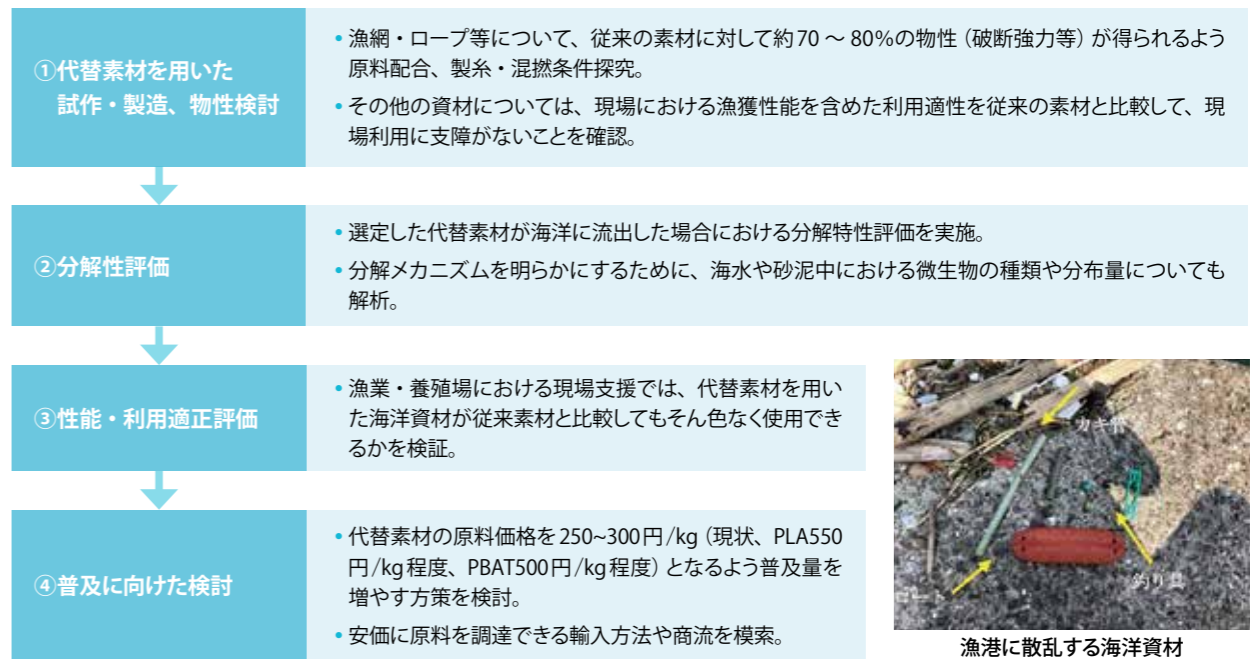 ①代替素材を用いた
試作・製造、物性検討
• 漁網・ロープ等について、従来の素材に対して約70 ～ 80%の物性（破断強力等）が得られるよう
原料配合、製糸・混撚条件探究。
• その他の資材については、現場における漁獲性能を含めた利用適性を従来の素材と比較して、現
場利用に支障がないことを確認。
②分解性評価
• 選定した代替素材が海洋に流出した場合における分解特性評価を実施。
• 分解メカニズムを明らかにするために、海水や砂泥中における微生物の種類や分布量についても
解析。
③性能・利用適正評価
• 漁業・養殖場における現場支援では、代替素材を用い
た海洋資材が従来素材と比較してもそん色なく使用でき
るかを検証。
④普及に向けた検討
• 代替素材の原料価格を250~300円/kg（現状、PLA550
円/kg程度、PBAT500円/kg程度）となるよう普及量を
増やす方策を検討。
• 安価に原料を調達できる輸入方法や商流を模索。
釣り具
漁港に散乱する海洋資材